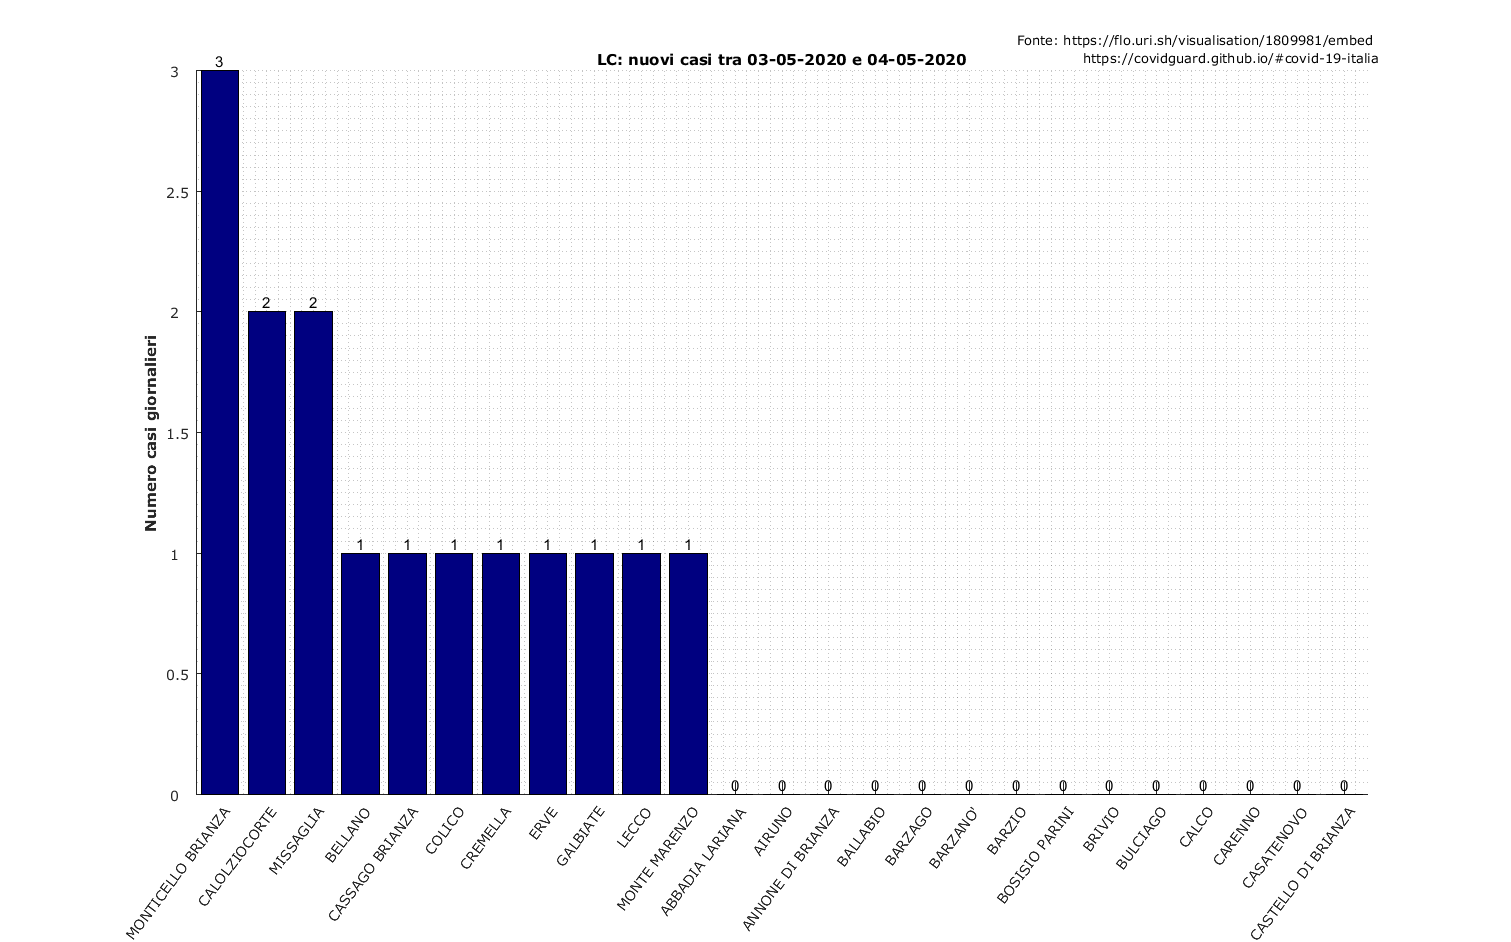 Fonte: https://flo.uri.sh/visualisation/1809981/embed
https://covidguard.github.io/#covid-19-italia
LC: nuovi casi tra 03-05-2020 e 04-05-2020
Numero casi giornalieri
3
2.5
2
1.5
1
0.5
0
3
2
2
1
1
1
1
1
1
1
1
0
0
0
0
0
0
0
0
0
0
0
0
0
0
MONTICELLO BRIANZA
CALOLZIOCORTE
MISSAGLIA
BELLANO
CASSAGO BRIANZA
COLICO
CREMELLA
ERVE
GALBIATE
LECCO
MONTE MARENZO
ABBADIA LARIANA
AIRUNO
ANNONE DI BRIANZA
BALLABIO
BARZAGO
BARZANO'
BARZIO
BOSISIO PARINI
BRIVIO
BULCIAGO
CALCO
CARENNO
CASATENOVO
CASTELLO DI BRIANZA